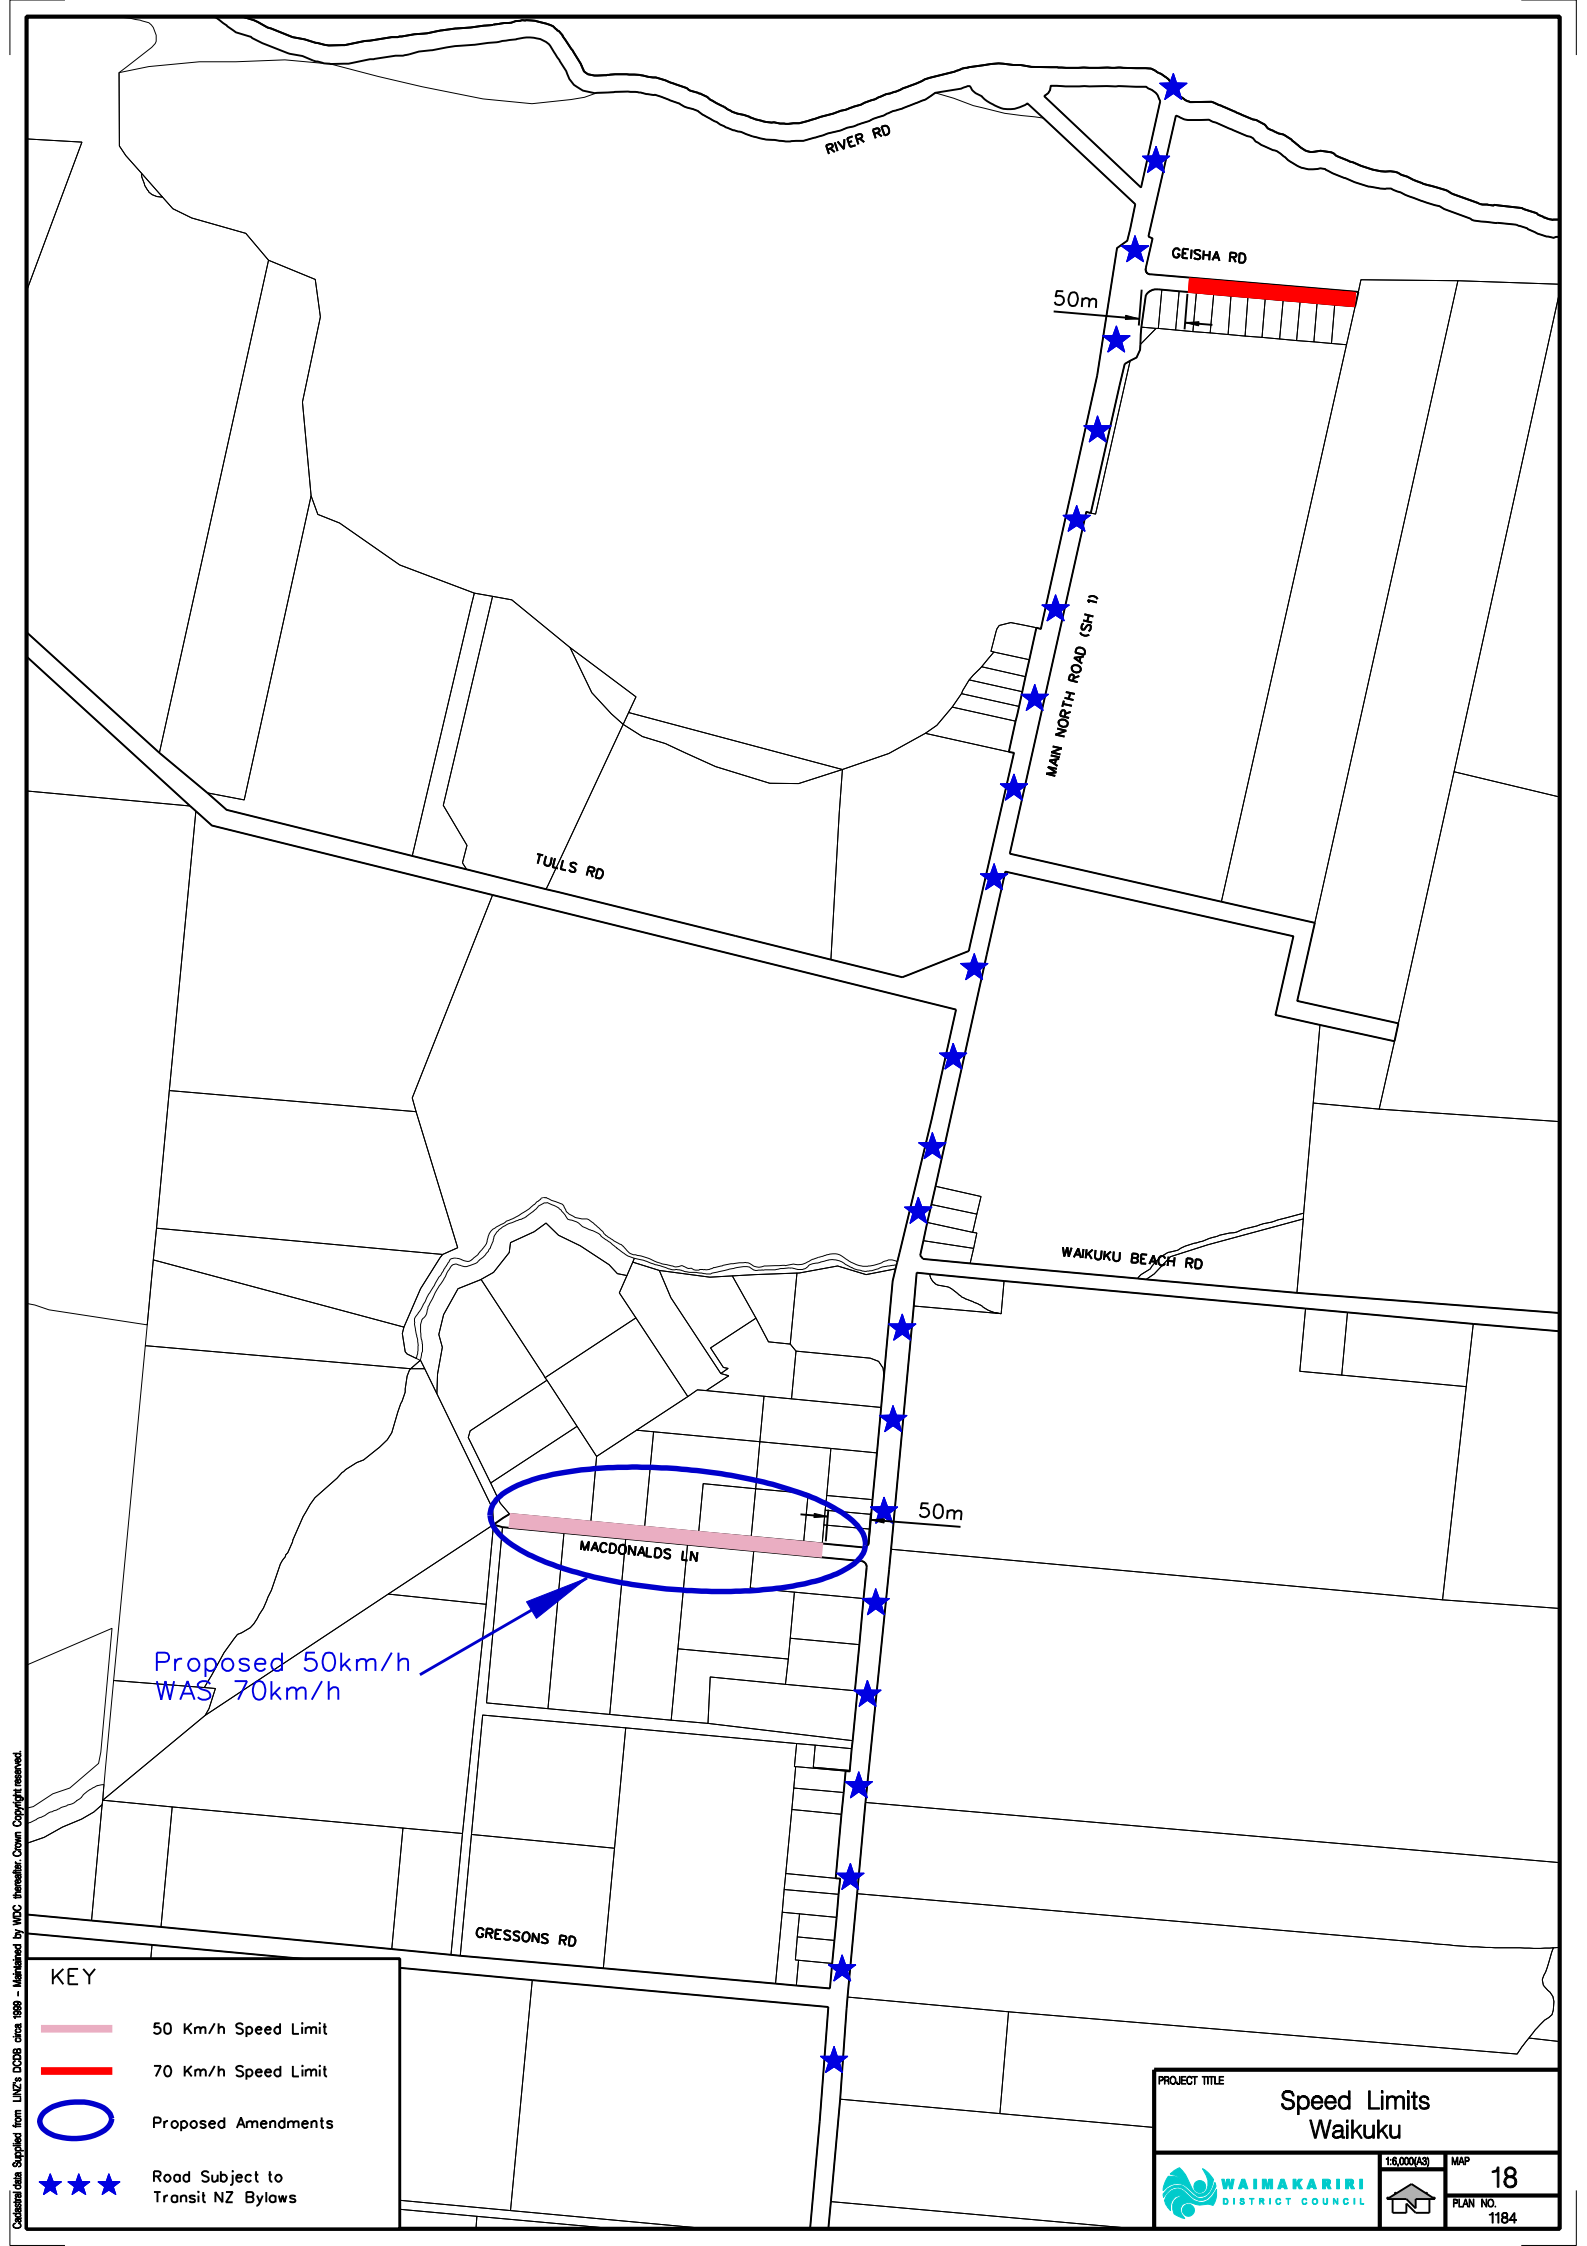 RIVER RD
GEISHA RD
50m
MAIN NORTH ROAD (SH 1)
TULLS RD
WAIKUKU BEACH RD
50m
MACDONALDS LN
Proposed 50km/h
WAS 70km/h
GRESSONS RD
Cadastral data Supplied from LINZ's DCDB circa 1999 - Maintained by WDC thereafter. Crown Copyright reserved.
KEY
50 Km/h Speed Limit
70 Km/h Speed Limit
Proposed Amendments
Road Subject to
Transit NZ Bylaws
PROJECT TITLE
Speed Limits
Waikuku
WAIMAKARIRI
DISTRICT COUNCIL
1:6,000(A3)
N
MAP
18
PLAN NO.
1184